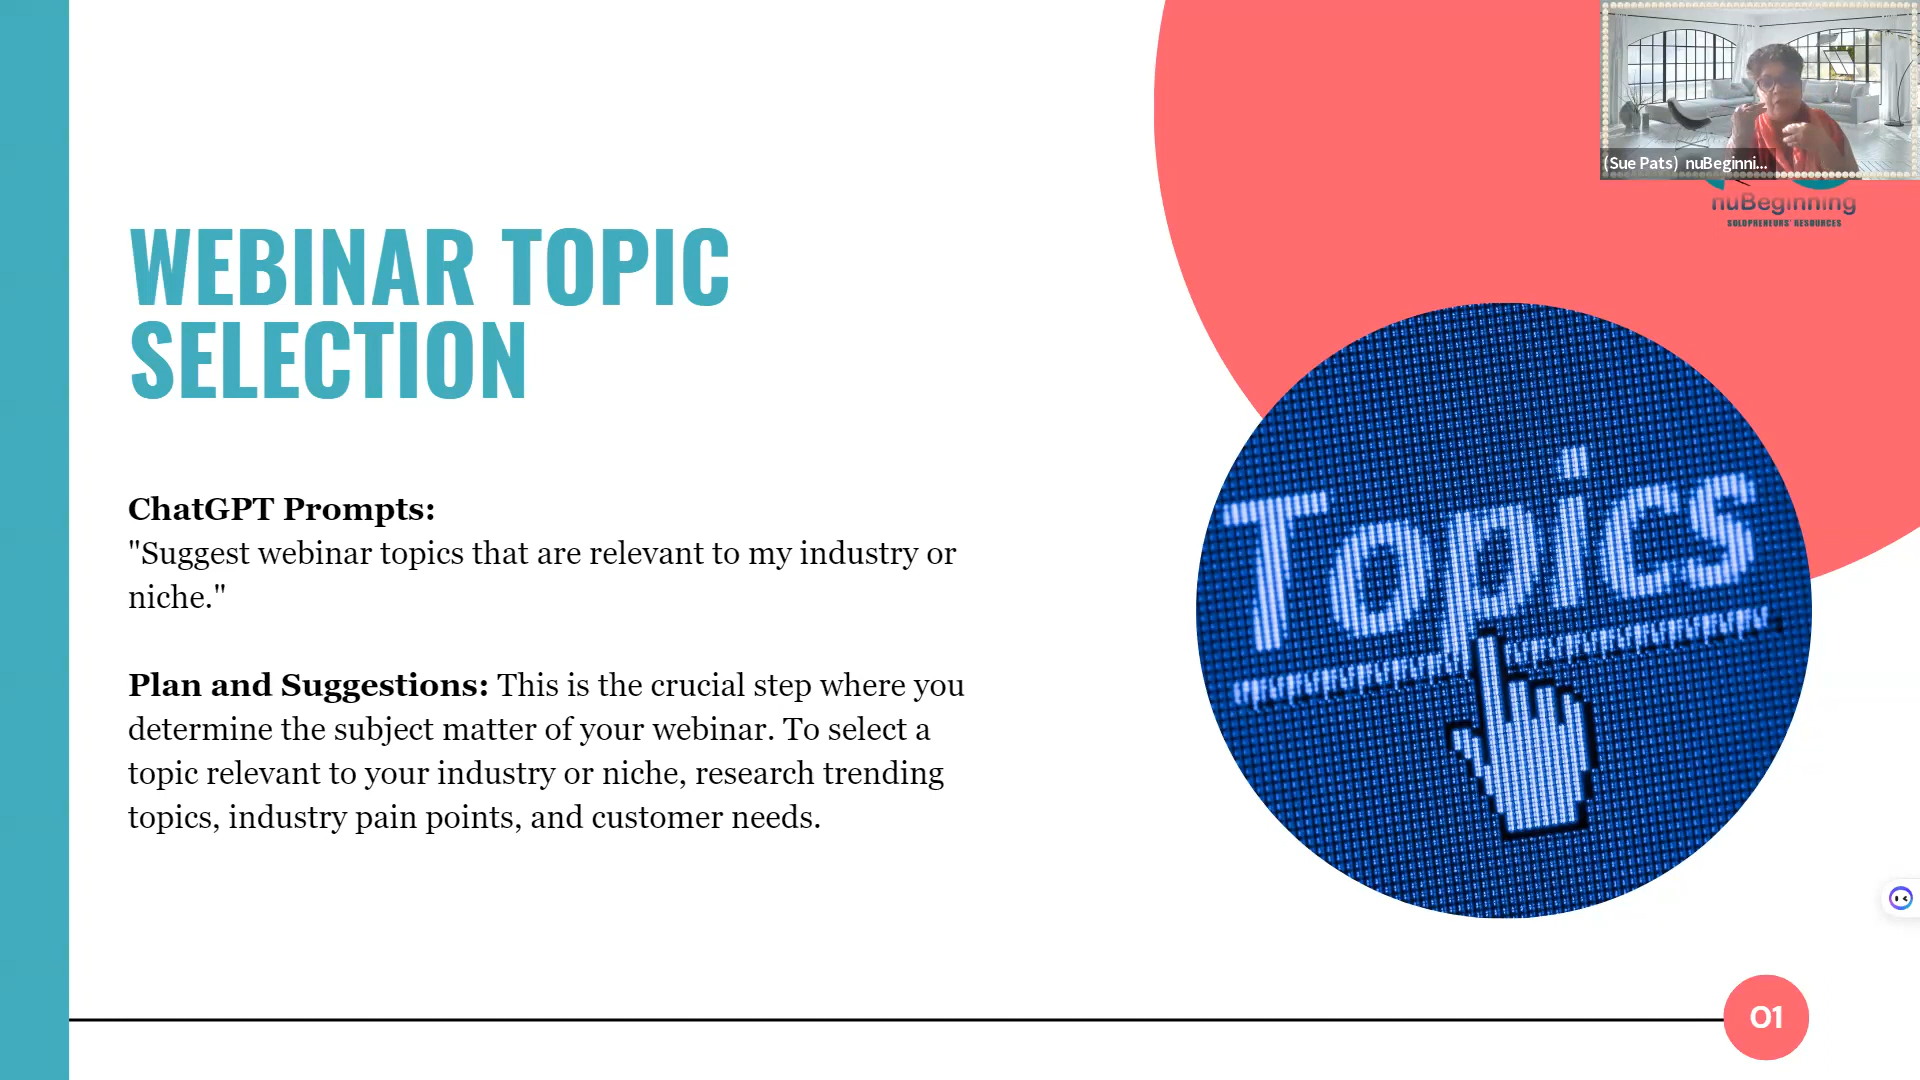 (Sue Pats) nuBeginni...
nuBeginning
SOLOPRENEURS' RESOURCES
WEBINAR TOPIC
SELECTION
ChatGPT Prompts:
"Suggest webinar topics that are relevant to my industry or
niche."
Plan and Suggestions: This is the crucial step where you
determine the subject matter of your webinar. To select a
topic relevant to your industry or niche, research trending
topics, industry pain points, and customer needs.
Topics
01